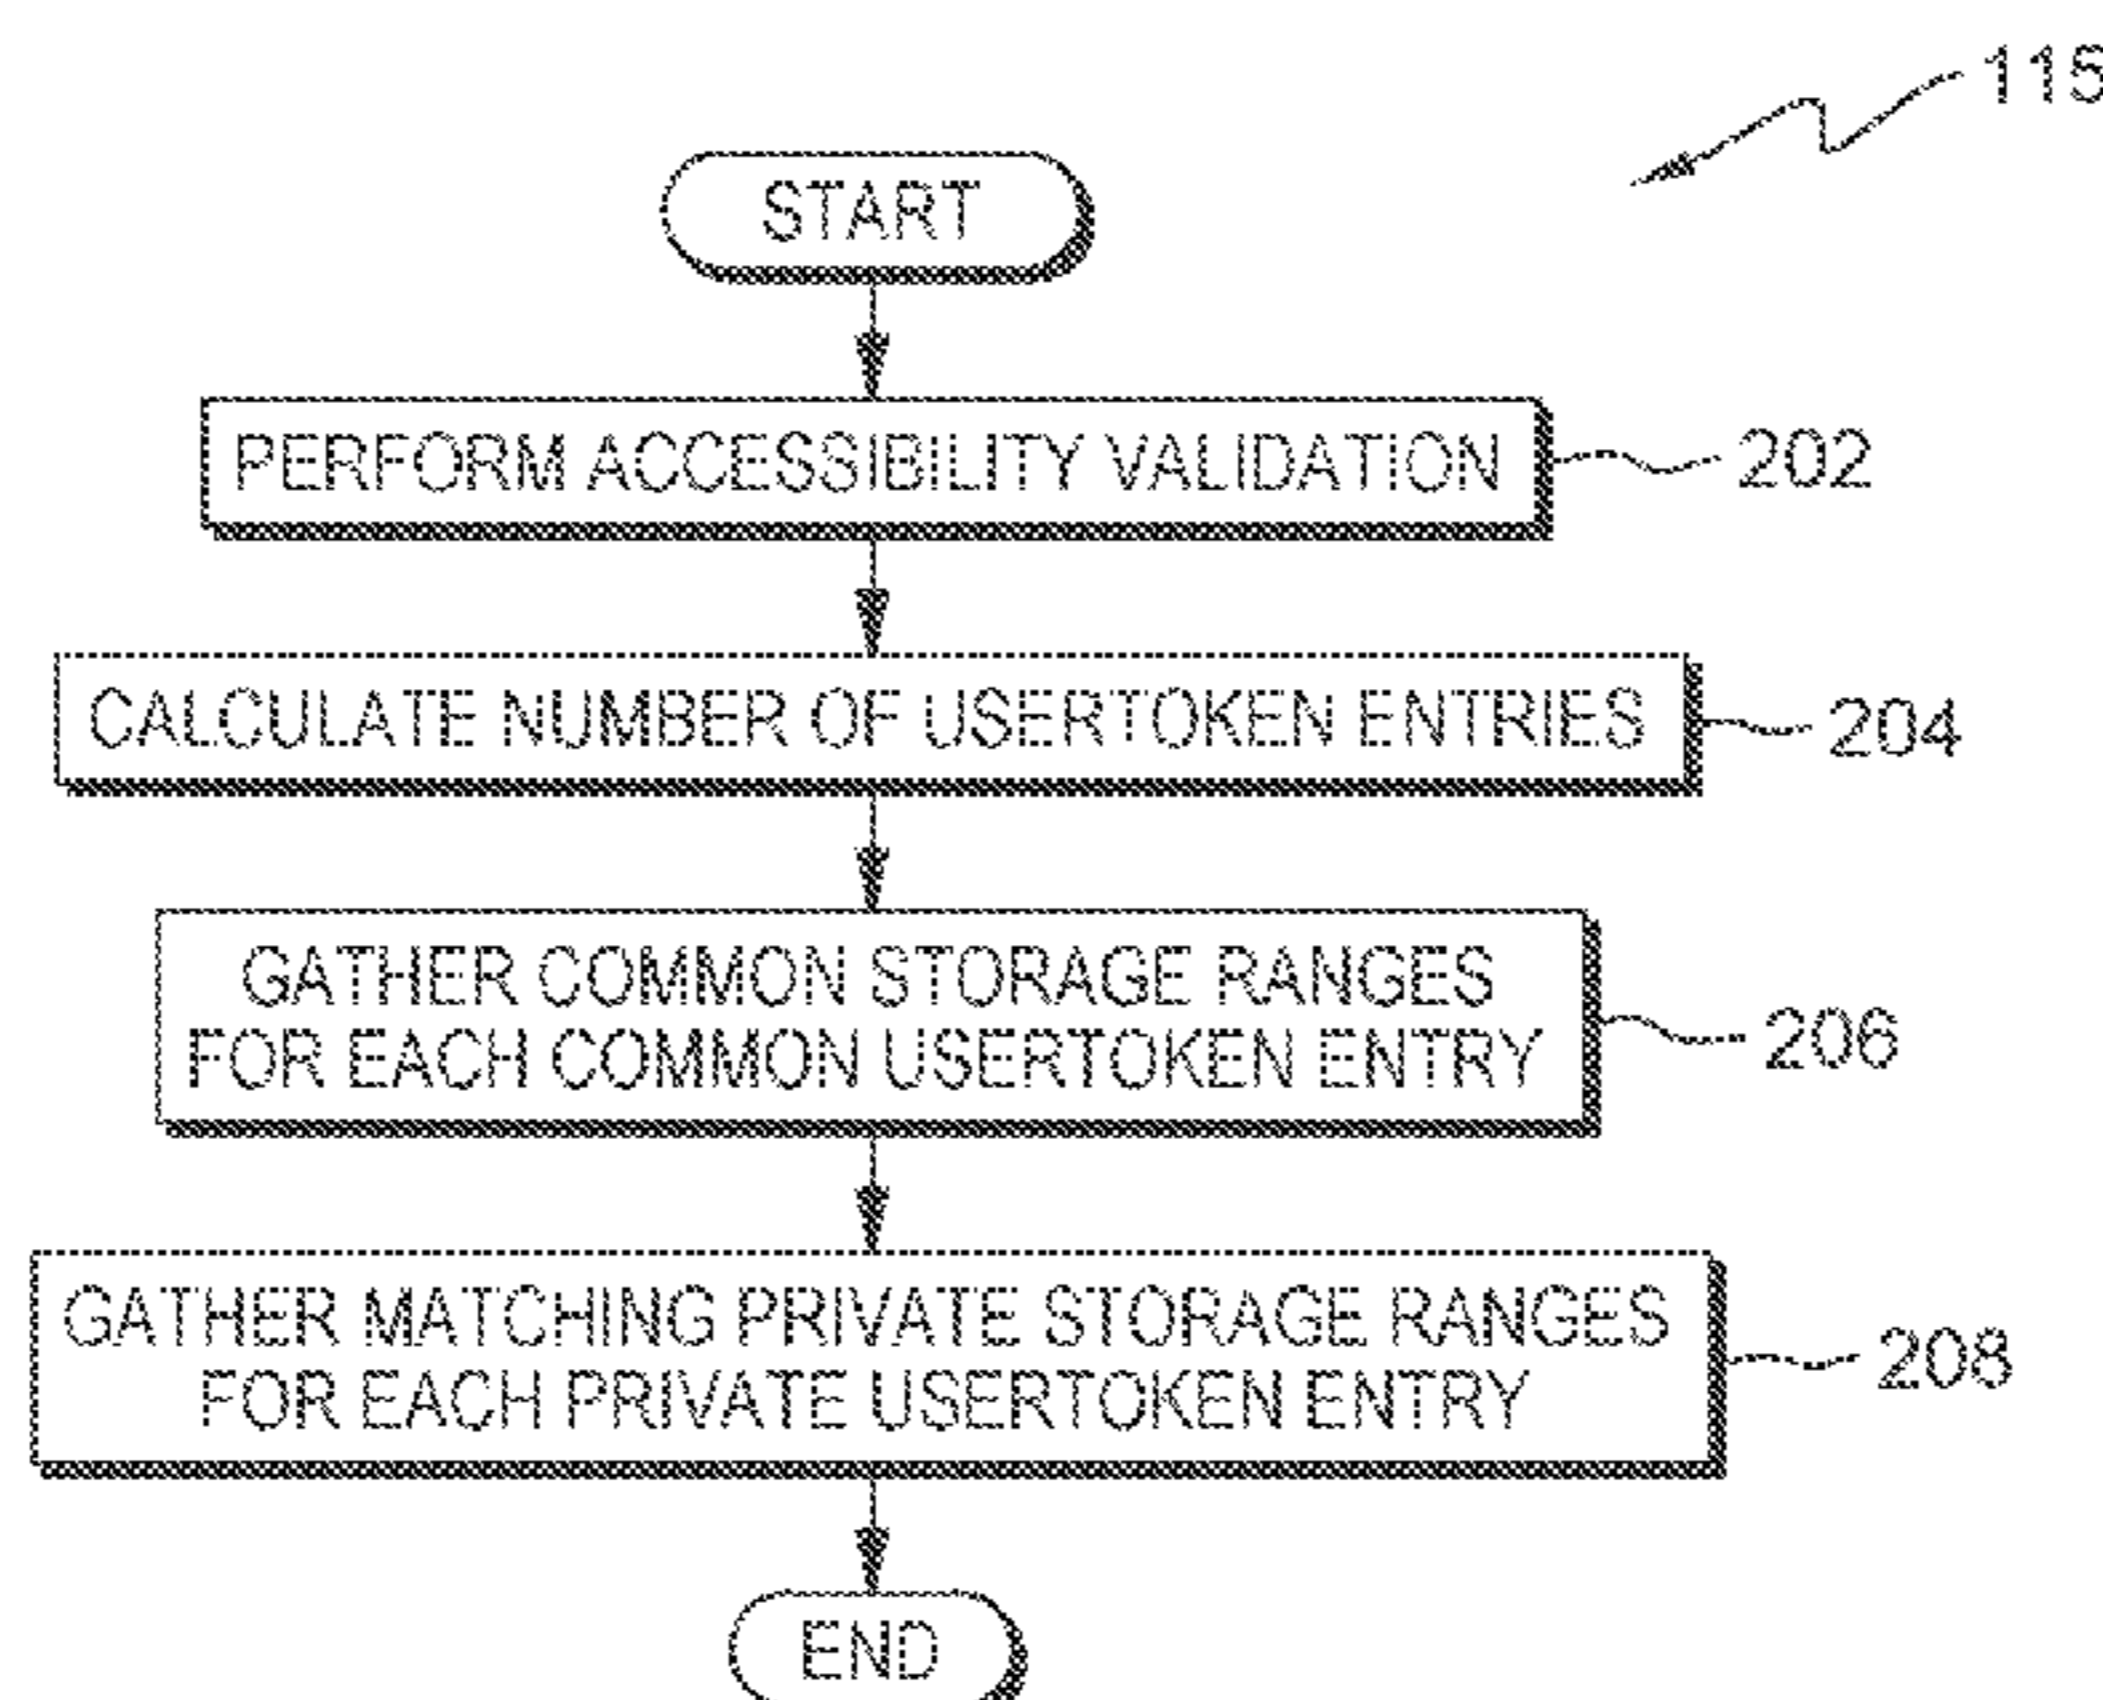 START
PERFORM ACCESSIBILITY VALIDATION
202
CALCULATE NUMBER OF USERTOKEN ENTRIES
204
GATHER COMMON STORAGE RANGES
FOR EACH COMMON USERTOKEN ENTRY
206
GATHER MATCHING PRIVATE STORAGE RANGES
FOR EACH PRIVATE USERTOKEN ENTRY
208
END